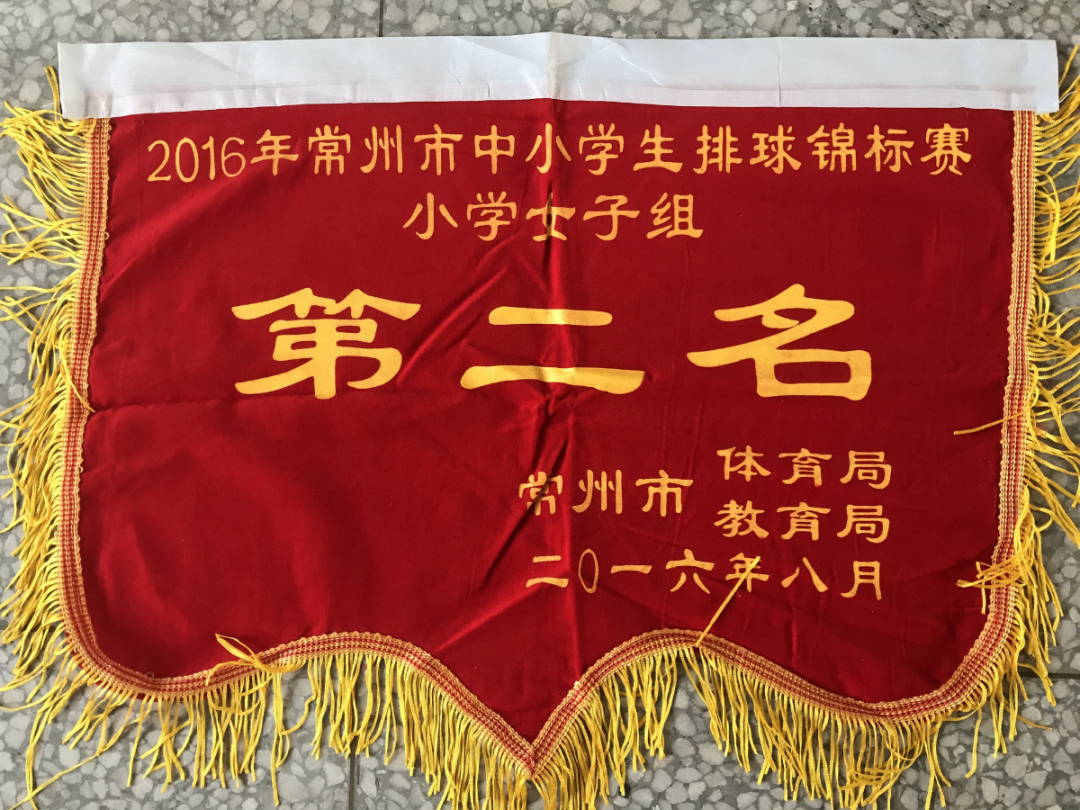 2016年常州市中小学生排球锦标赛
小学女子组
第二名
常州市 体育局
教育局
二〇一六年八月